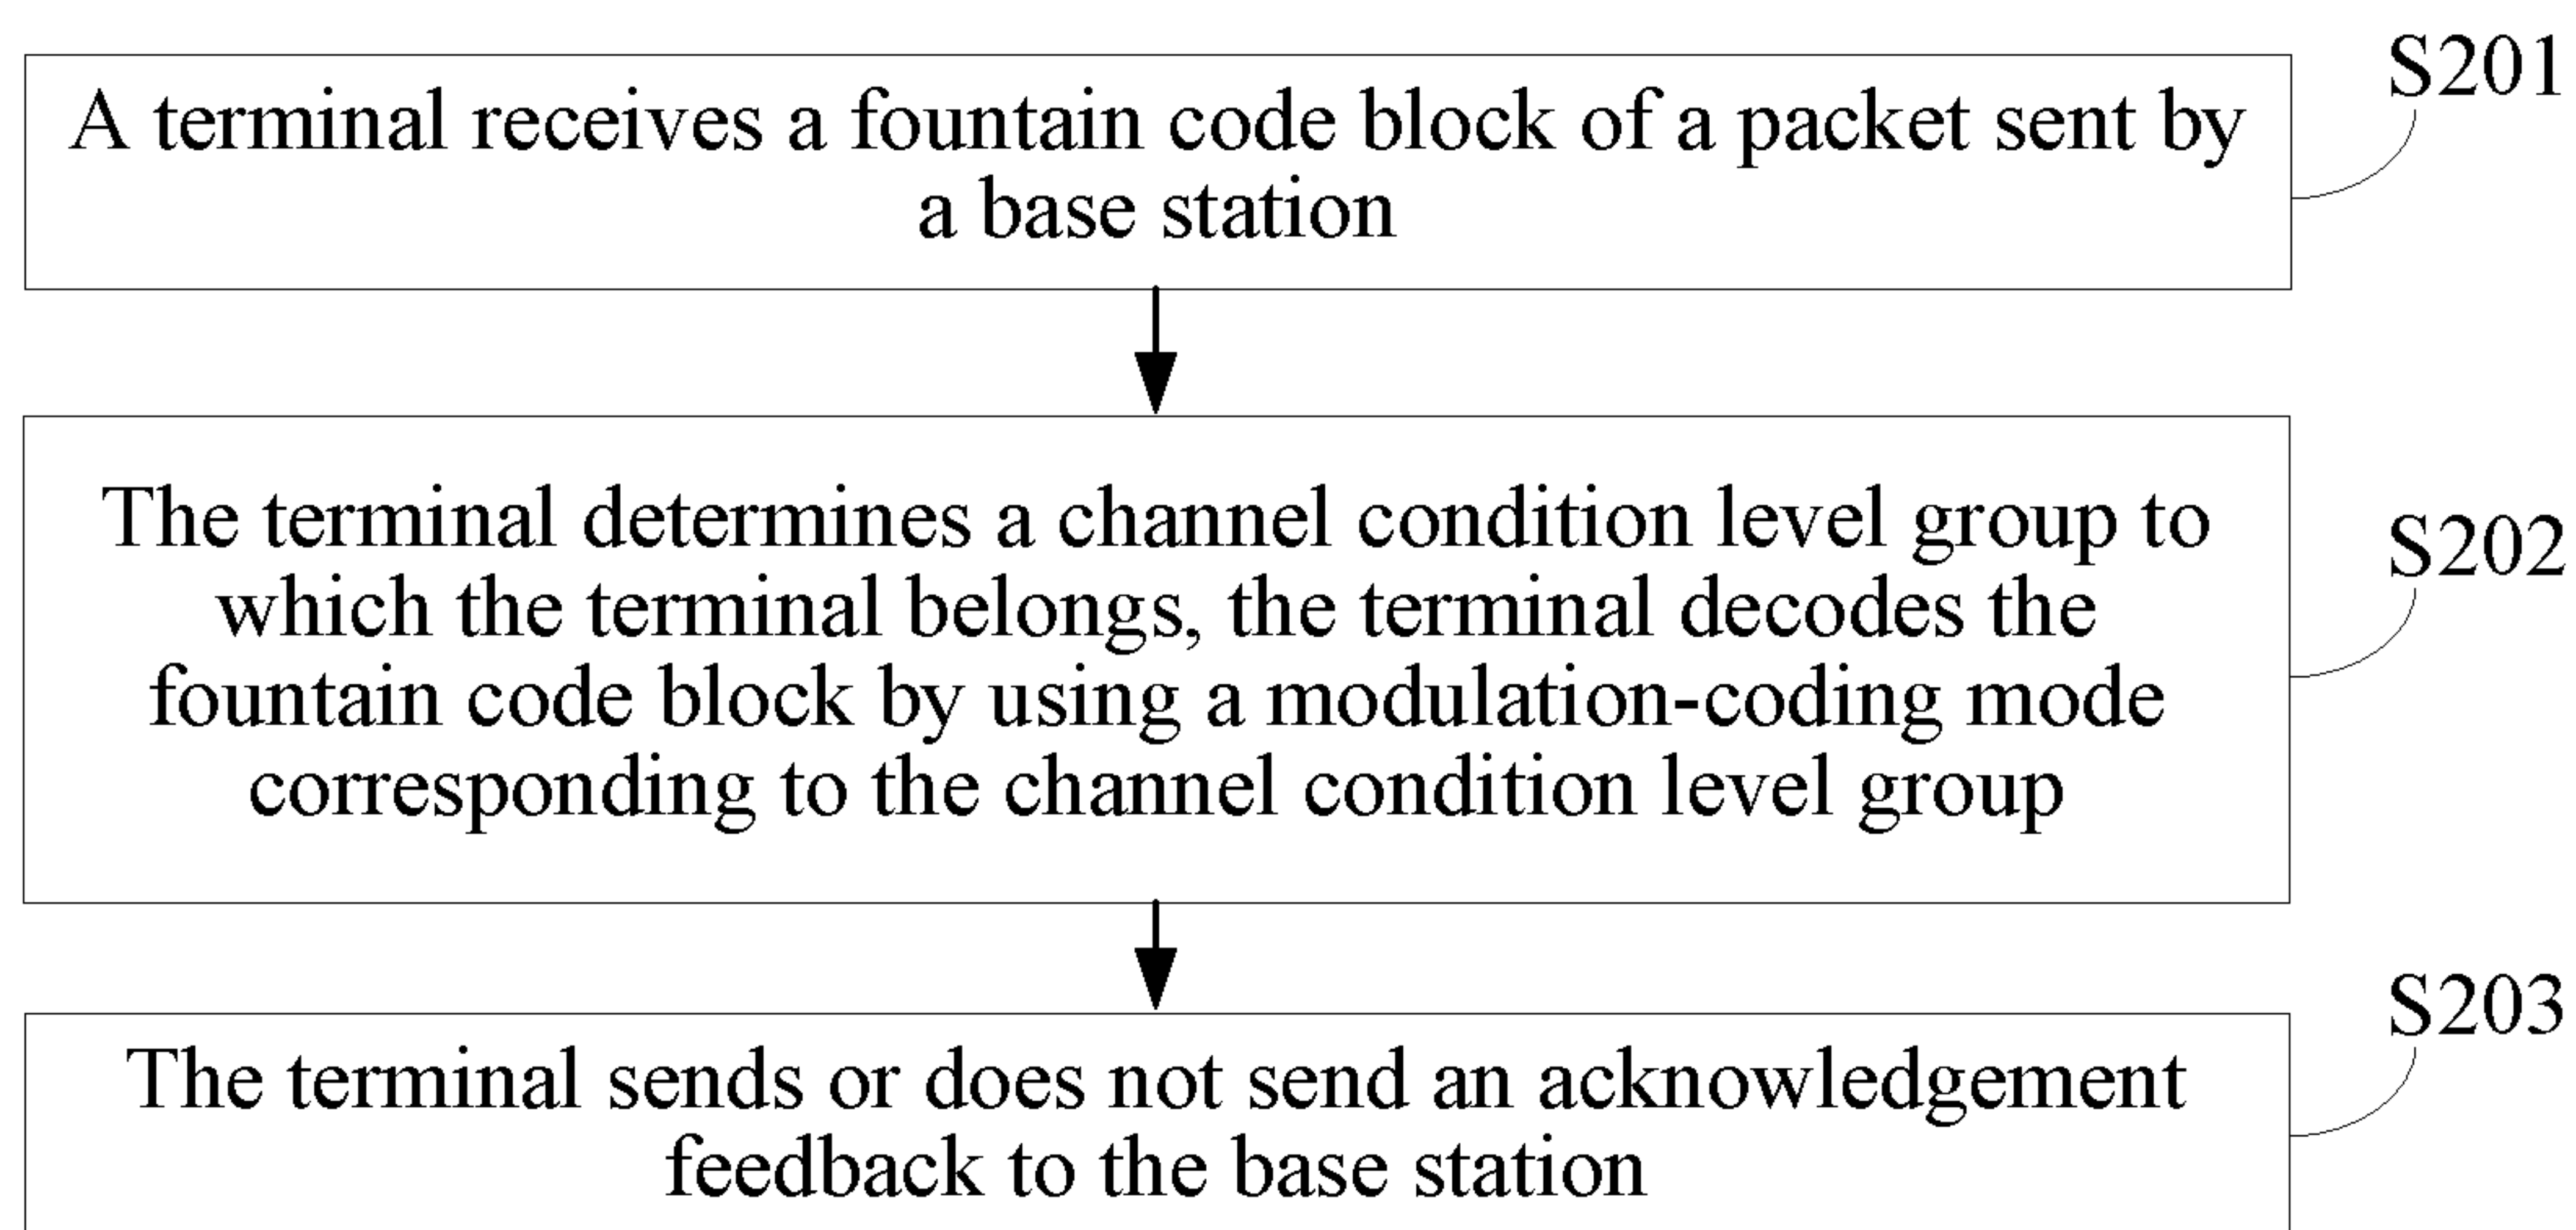 A terminal receives a fountain code block of a packet sent by
a base station
S201
The terminal determines a channel condition level group to
which the terminal belongs, the terminal decodes the
fountain code block by using a modulation-coding mode
corresponding to the channel condition level group
S202
The terminal sends or does not send an acknowledgement
feedback to the base station
S203